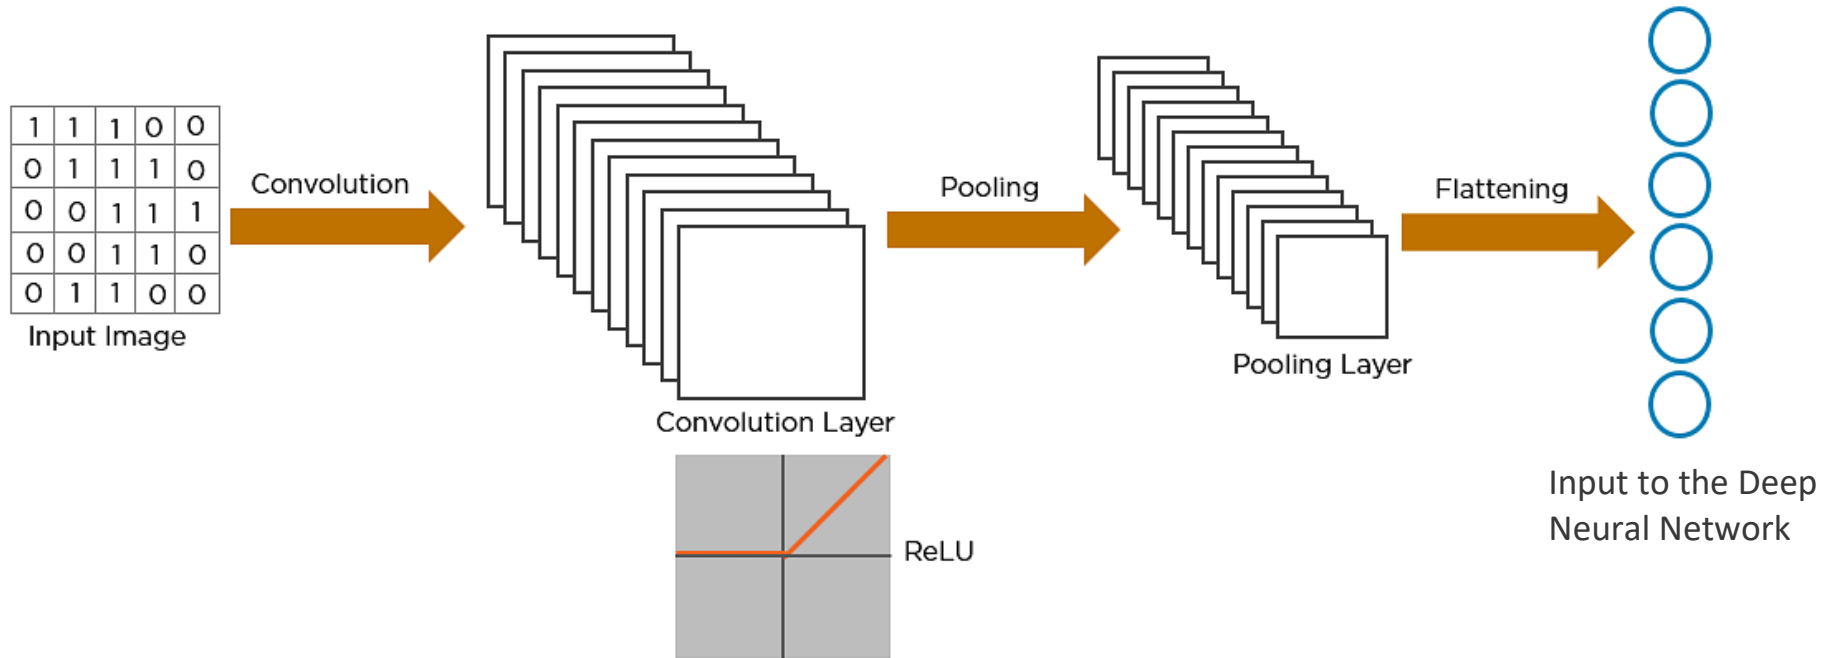 1 1 1 0 0
0 1 1 1 0
0 0 1 1 1
0 0 1 1 0
0 1 1 0 0
Input Image
Convolution
Convolution Layer
ReLU
Pooling
Pooling Layer
Flattening
Input to the Deep
Neural Network